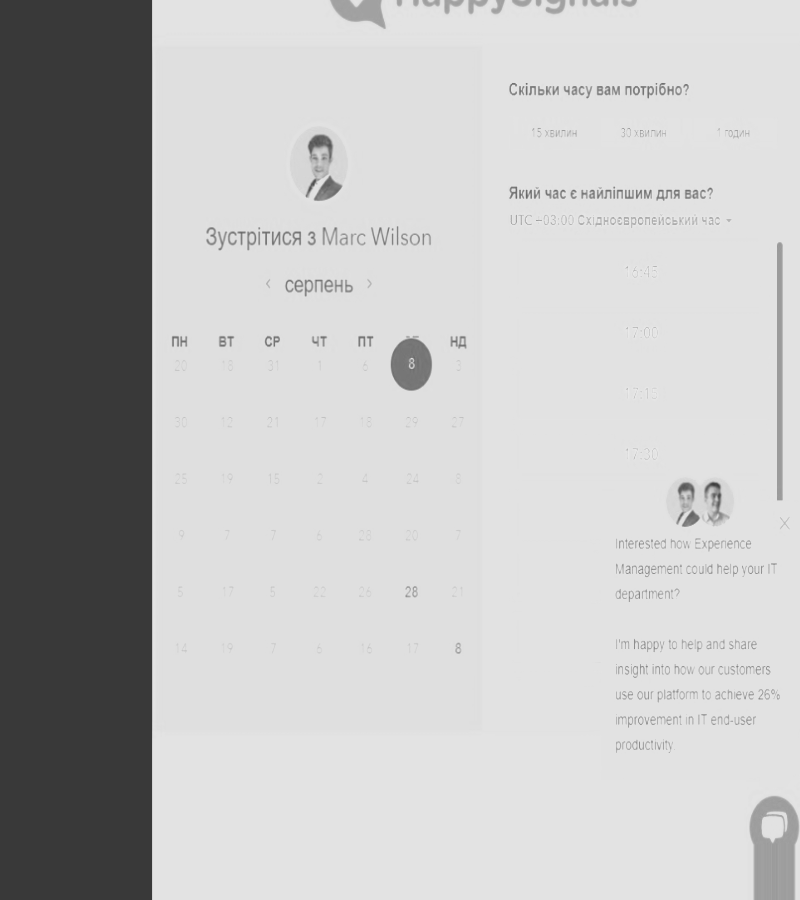 HappySignals
Зустрітися з Marc Wilson
серпень
ПН ВТ СР ЧТ ПТ НД
20 18 31 1 6 8 3
30 12 21 17 18 29 27
25 19 15 2 4 24 8
9 7 7 6 28 20 7
5 17 5 22 26 28 21
14 19 7 6 16 17 8
Скільки часу вам потрібно?
15 хвилин 30 хвилин 1 годин
Який час є найліпшим для вас?
UTC +03:00 Східноєвропейський час
16:45
17:00
17:15
17:30
Interested how Experience
Management could help your IT
department?
I'm happy to help and share
insight into how our customers
use our platform to achieve 26%
improvement in IT end-user
productivity.